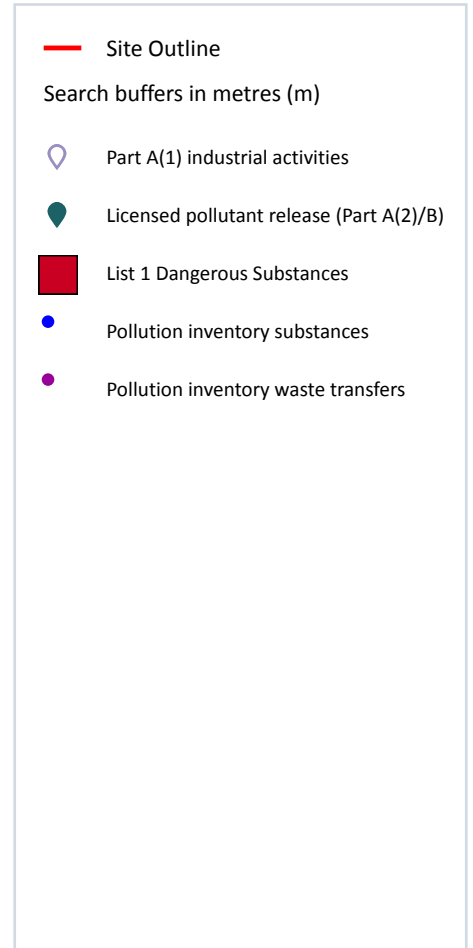 Site Outline
Search buffers in metres (m)
Part A(1) industrial activities
Licensed pollutant release (Part A(2)/B)
List 1 Dangerous Substances
Pollution inventory substances
Pollution inventory waste transfers